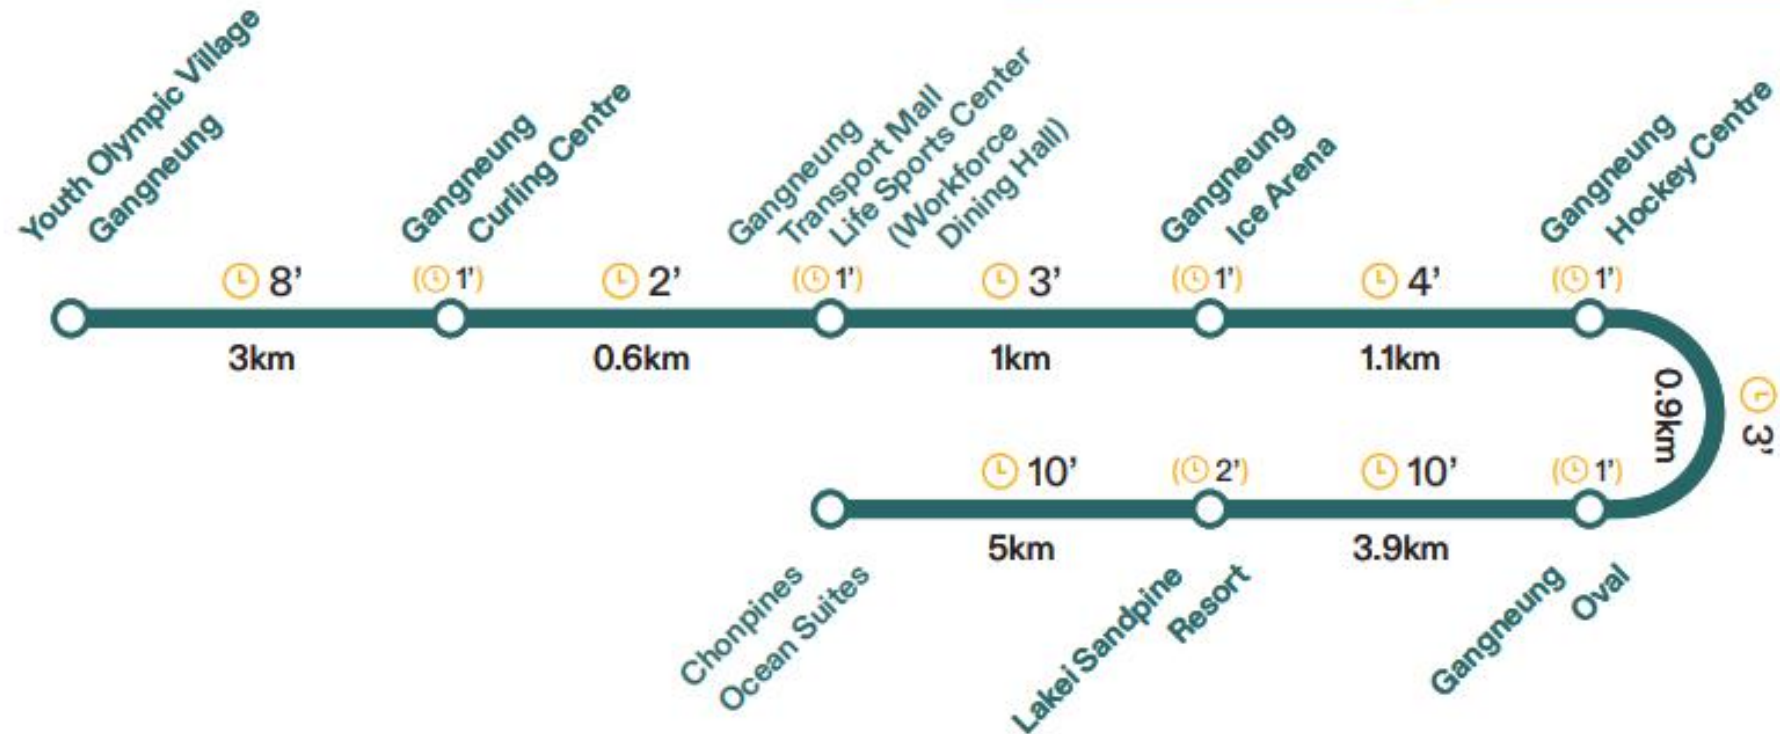 Youth Olympic Village
Gangneung
Gangneung
Curling Centre
Gangneung
Transport Mall
Life Sports Center
(Workforce
Dining Hall)
Gangneung
Ice Arena
Gangneung
Hockey Centre
8’
(1’)
2’
(1’)
3’
(1’)
4’
(1’)
3km
0.6km
1km
1.1km
0.9km
3’
10’
(2’)
10’
(1’)
5km
3.9km
Chonpines
Ocean Suites
Lakei Sandpine
Resort
Gangneung
Oval